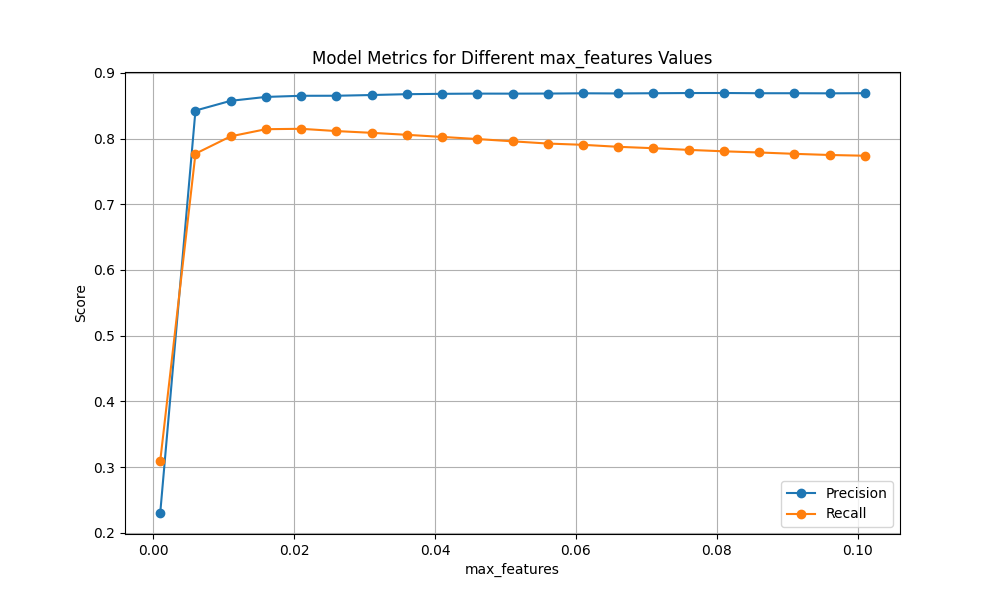 Model Metrics for Different max_features Values
0.9
0.8
0.7
0.6
0.5
0.4
0.3
0.2
Score
0.00 0.02 0.04 0.06 0.08 0.10
max_features
Precision
Recall